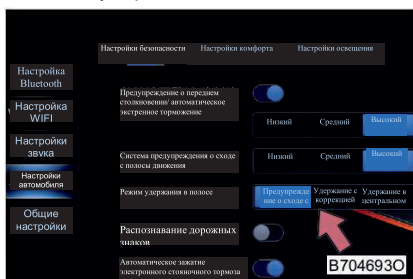 Настройки безопасности
Настройки комфорта
Настройки освещения
Настройка
Bluetooth
Настройка
WIFI
Настройки
звука
Настройки
автомобиля
Общие
настройки
Предупреждение о переднем
столкновении/ автоматическое
экстренное торможение
Низкий
Средний
Высокий
Система предупреждения о сходе
с полосы движения
Низкий
Средний
Высокий
Режим удержания в полосе
Предупрежде
ние о сходе с
Удержание с
коррекцией
Удержание в
центральном
Распознавание дорожных
знаков
Автоматическое зажатие
электронного стояночного тормоза
B704693O